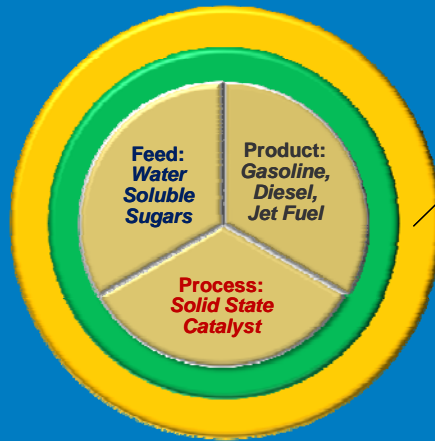 Feed:
Water
Soluble
Sugars
Product:
Gasoline,
Diesel,
Jet Fuel
Process:
Solid State
Catalyst